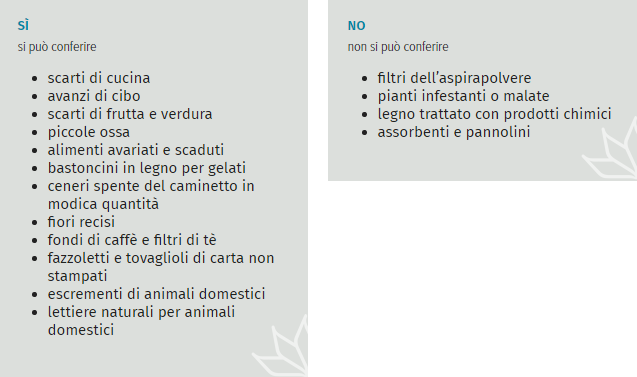 SÌ
si può conferire
scarti di cucina
avanzi di cibo
scarti di frutta e verdura
piccole ossa
alimenti avariati e scaduti
bastoncini in legno per gelati
ceneri spente del caminetto in
modica quantità
fiori recisi
fondi di caffè e filtri di tè
fazzoletti e tovaglioli di carta non
stampati
escrementi di animali domestici
lettiere naturali per animali
domestici
NO
non si può conferire
filtri dell’aspirapolvere
pianti infestanti o malate
legno trattato con prodotti chimici
assorbenti e pannolini